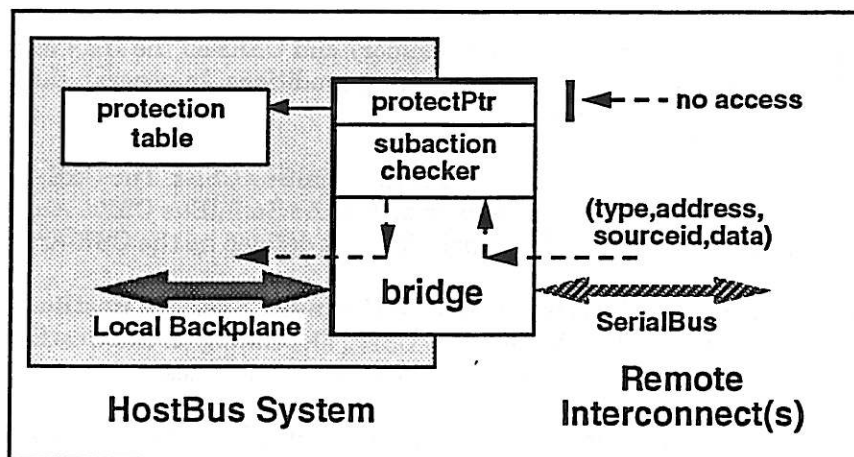 protection
table
protectPtr
subaction
checker
no access
(type,address,
sourceid,data)
bridge
Local Backplane
SerialBus
HostBus System
Remote
Interconnect(s)